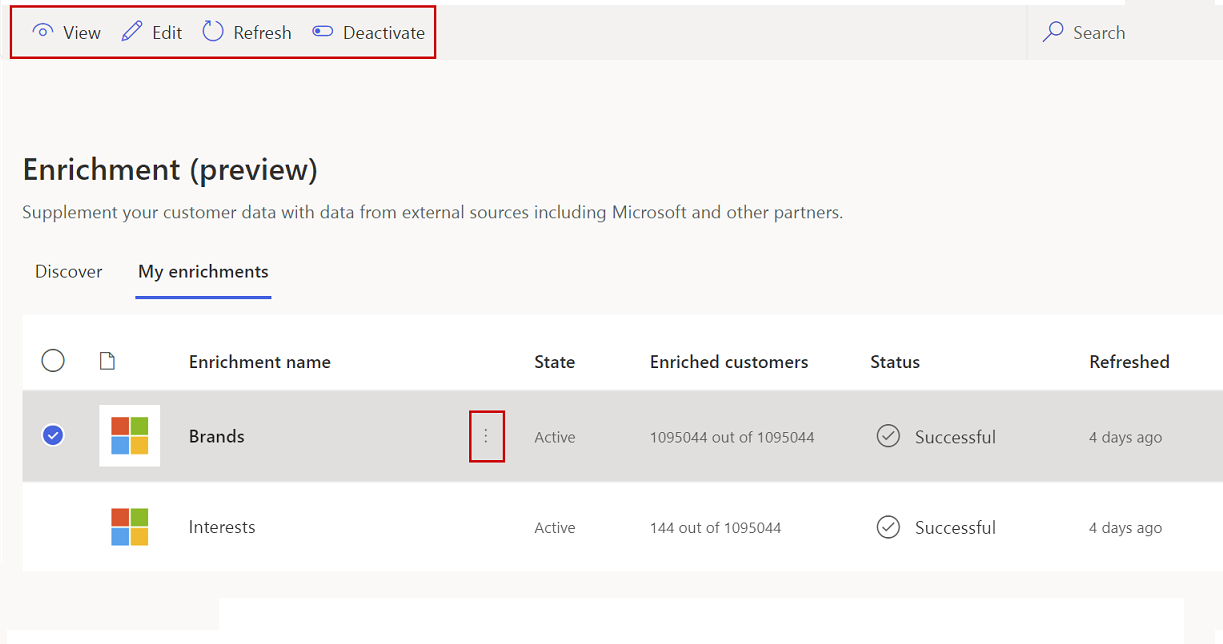 View Edit Refresh Deactivate Search
Enrichment (preview)
Supplement your customer data with data from external sources including Microsoft and other partners.
Discover My enrichments
Enrichment name State Enriched customers Status Refreshed
Brands Active 1095044 out of 1095044 Successful 4 days ago
Interests Active 144 out of 1095044 Successful 4 days ago